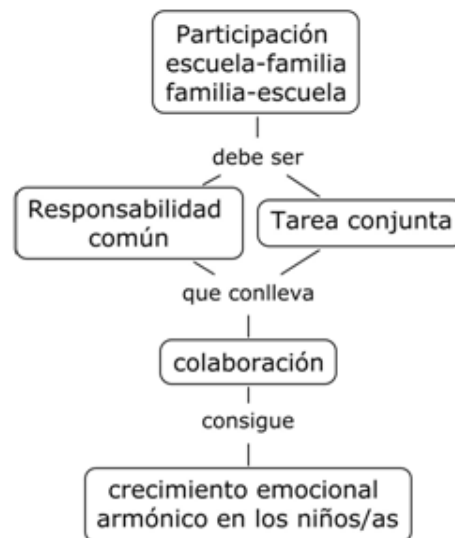 Participación
escuela-familia
familia-escuela
debe ser
Responsabilidad
común
Tarea conjunta
que conlleva
colaboración
consigue
crecimiento emocional
armónico en los niños/as